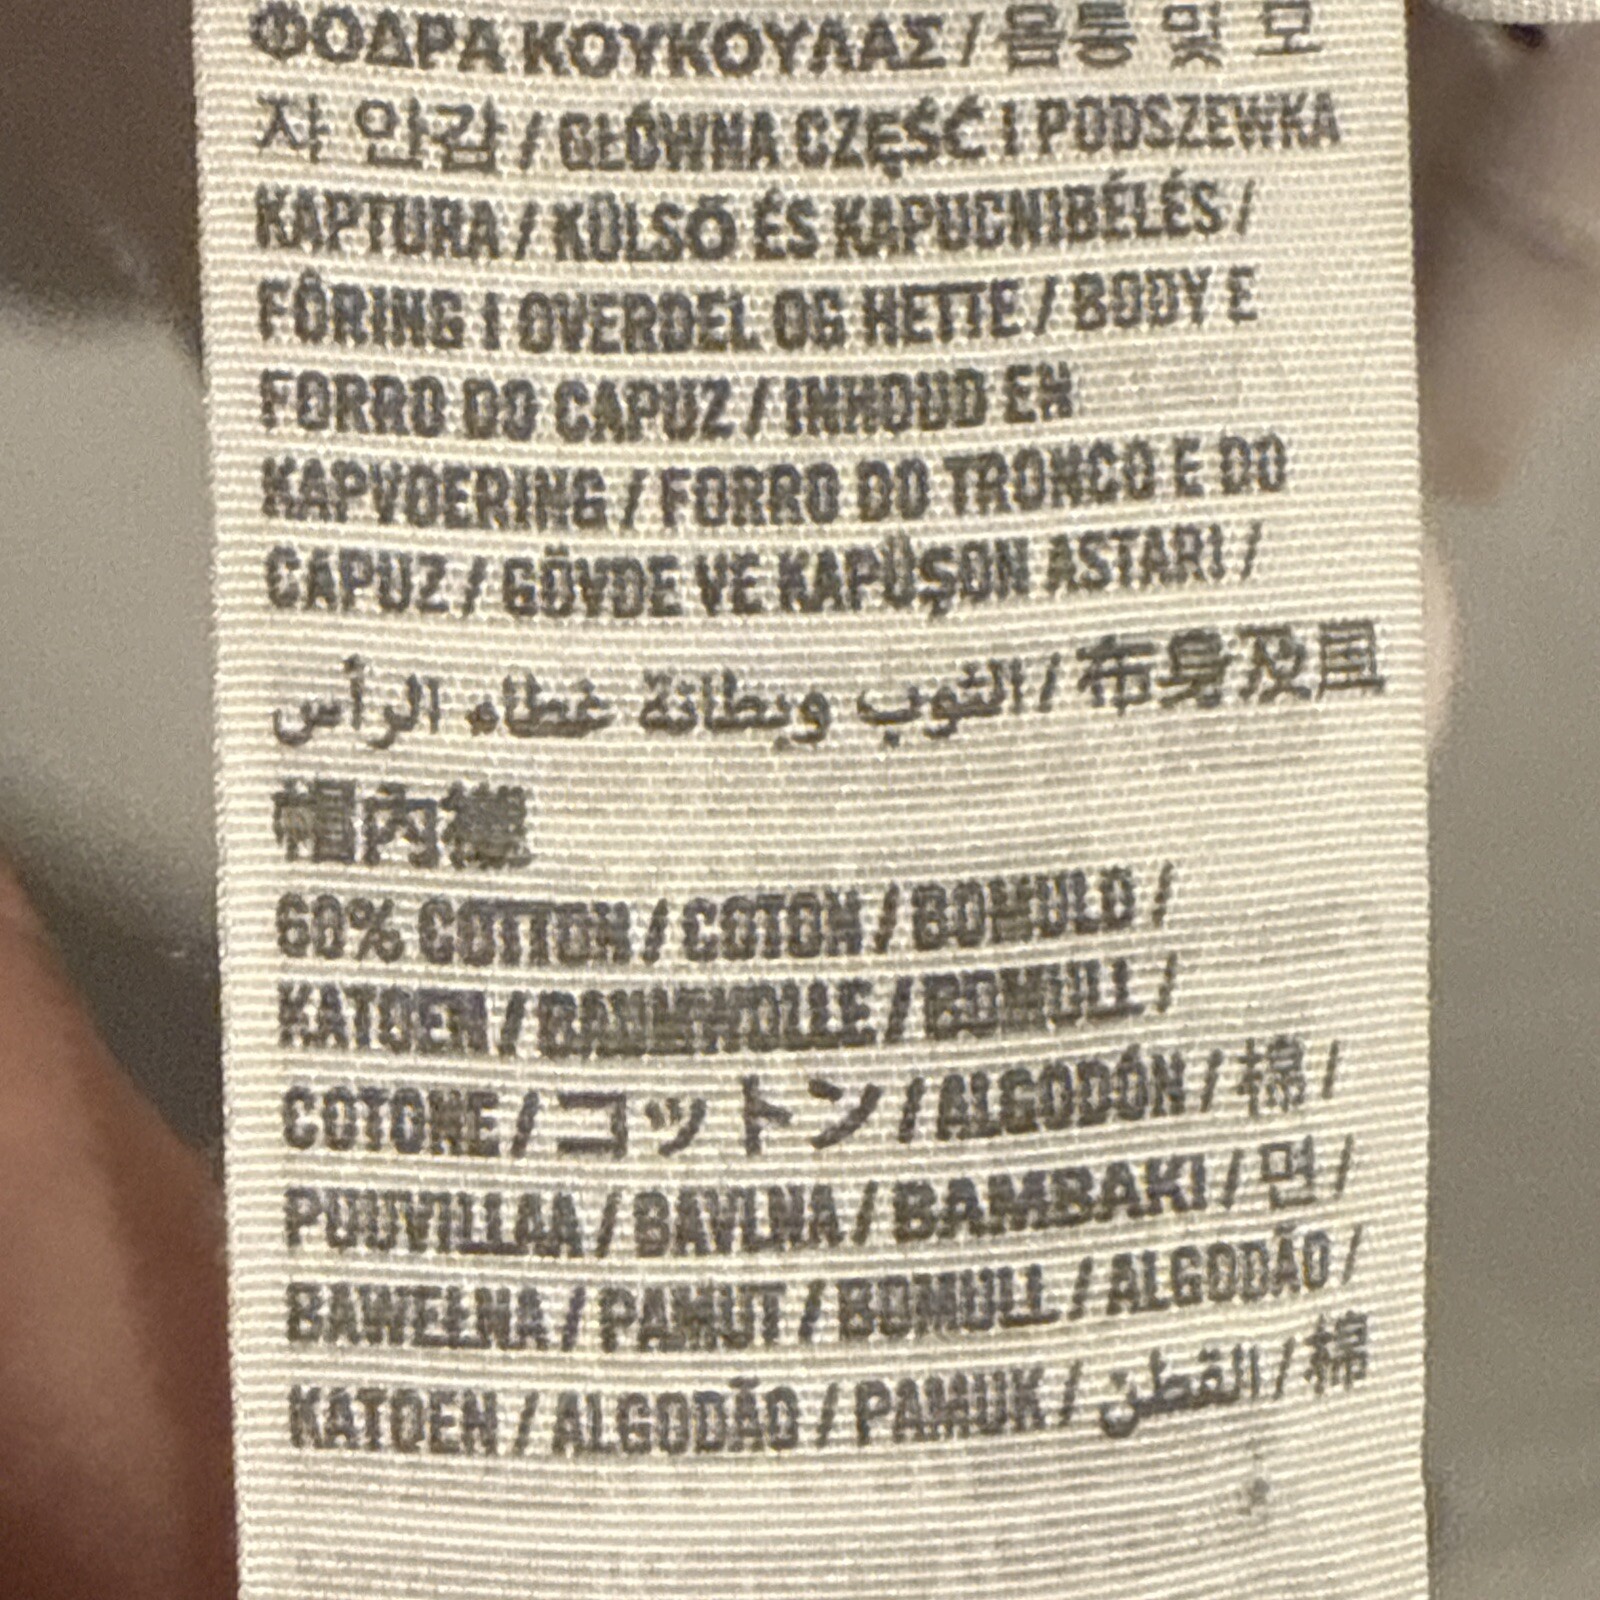 ΦΟΔΡΑ ΚΟΥΚΟΥΛΑΣ / 몸통 및 모
자 안감 / GŁÓWNA CZĘŚĆ I PODSZEWKA
KAPTURA / KÜLSŐ ÉS KAPUCNIBÉLÉS /
FÔRING I OVERDEL OG HETTE / BODY E
FORRO DO CAPUZ / INHOUD EN
KAPVOERING / FORRO DO TRONCO E DO
CAPUZ / GÖVDE VE KAPÜŞON ASTARI /
الثوب وبطانة غطاء الرأس / 布身及風
帽內襯
60% COTTON / COTON / BOMULD /
KATOEN / BAUMWOLLE / BOMULL /
COTONE / コットン / ALGODÓN / 棉 /
PUUVILLAA / BAVLNA / ΒΑΜΒΑΚΙ / 면 /
BAWEŁNA / PAMUT / BOMULL / ALGODÃO /
KATOEN / ALGODÃO / PAMUK / القطن / 棉